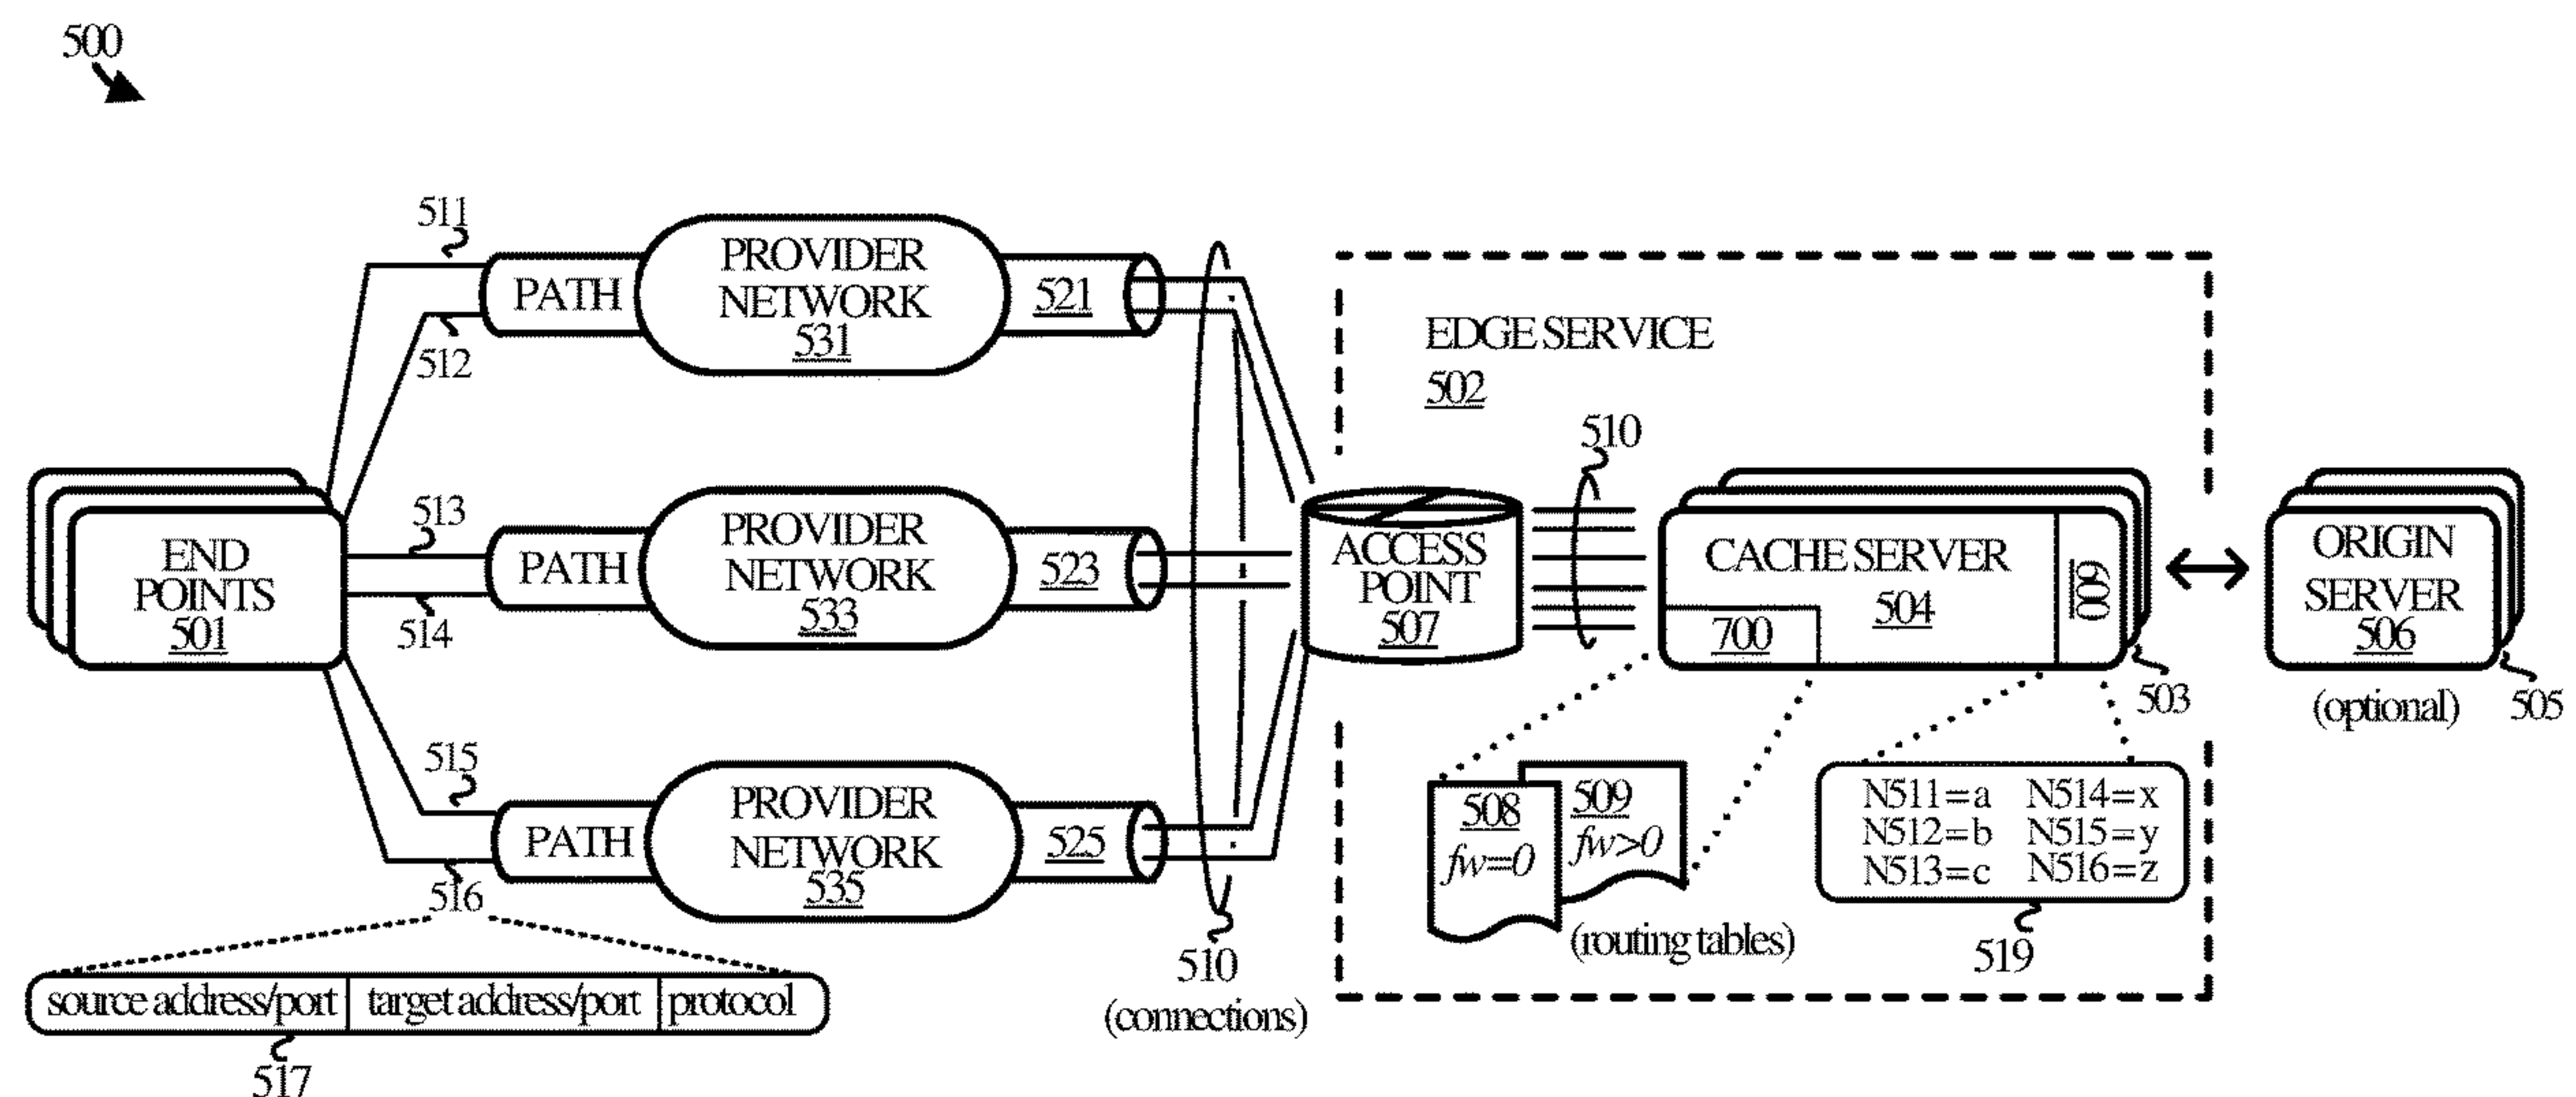 500
511
512
PATH
PROVIDER
NETWORK
531
521
EDGE SERVICE
502
510
END
POINTS
501
513
514
PATH
PROVIDER
NETWORK
533
523
ACCESS
POINT
507
CACHE SERVER
504
700
600
503
ORIGIN
SERVER
506
(optional)
505
515
516
PATH
PROVIDER
NETWORK
535
525
510
(connections)
508
fw=0
509
fw>0
(routing tables)
N511=a N514=x
N512=b N515=y
N513=c N516=z
519
source address/port target address/port protocol
517